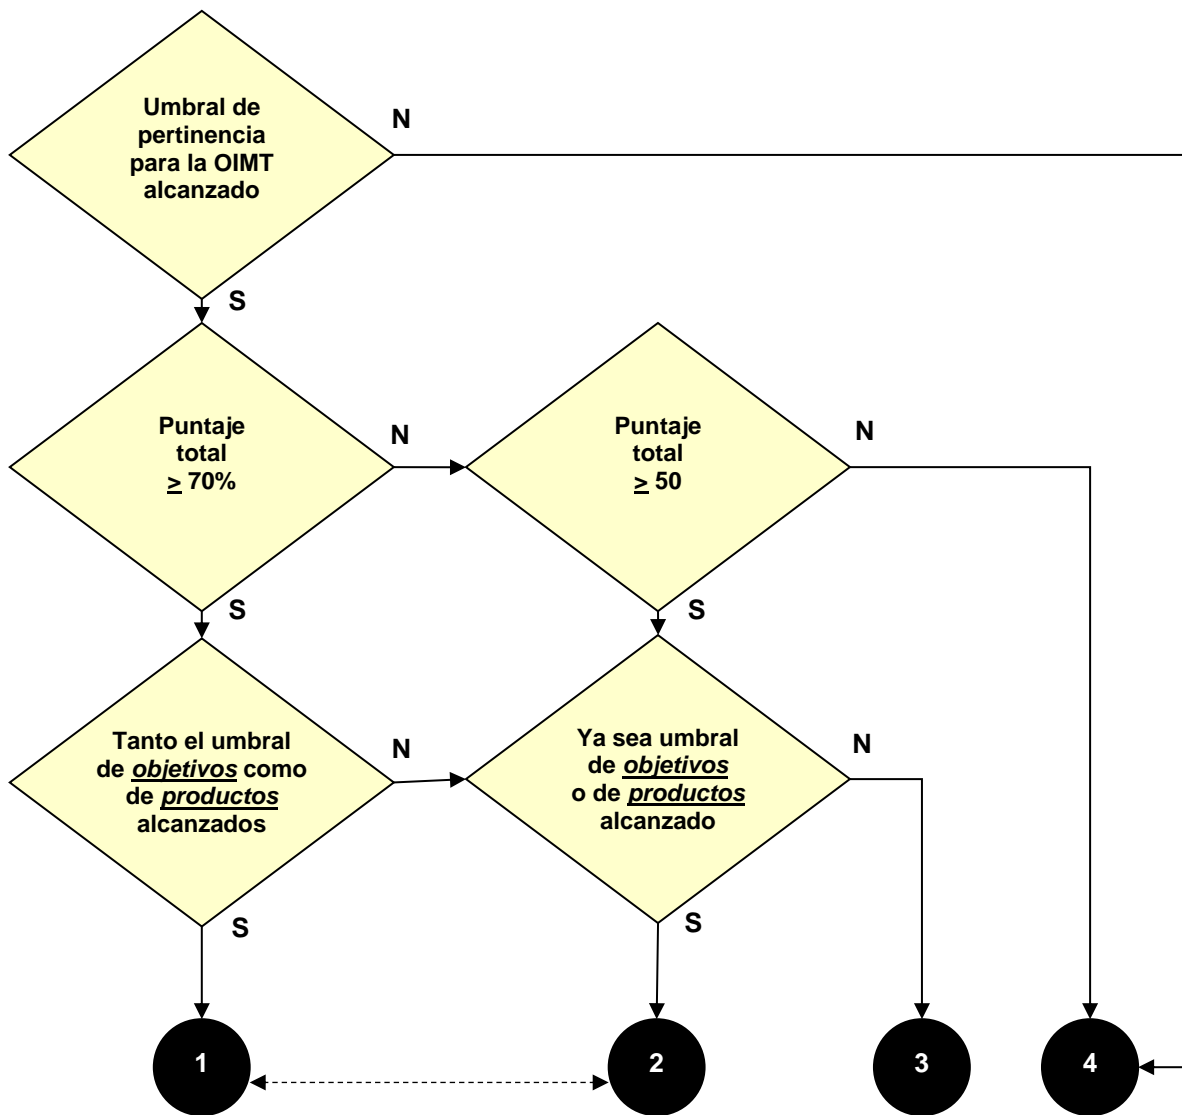 Umbral de
pertinencia
para la OIMT
alcanzado
N
S
Puntaje
total
≥ 70%
N
S
Puntaje
total
≥ 50
N
S
Tanto el umbral
de objetivos como
de productos
alcanzados
N
S
Ya sea umbral
de objetivos
o de productos
alcanzado
N
S
1
2
3
4